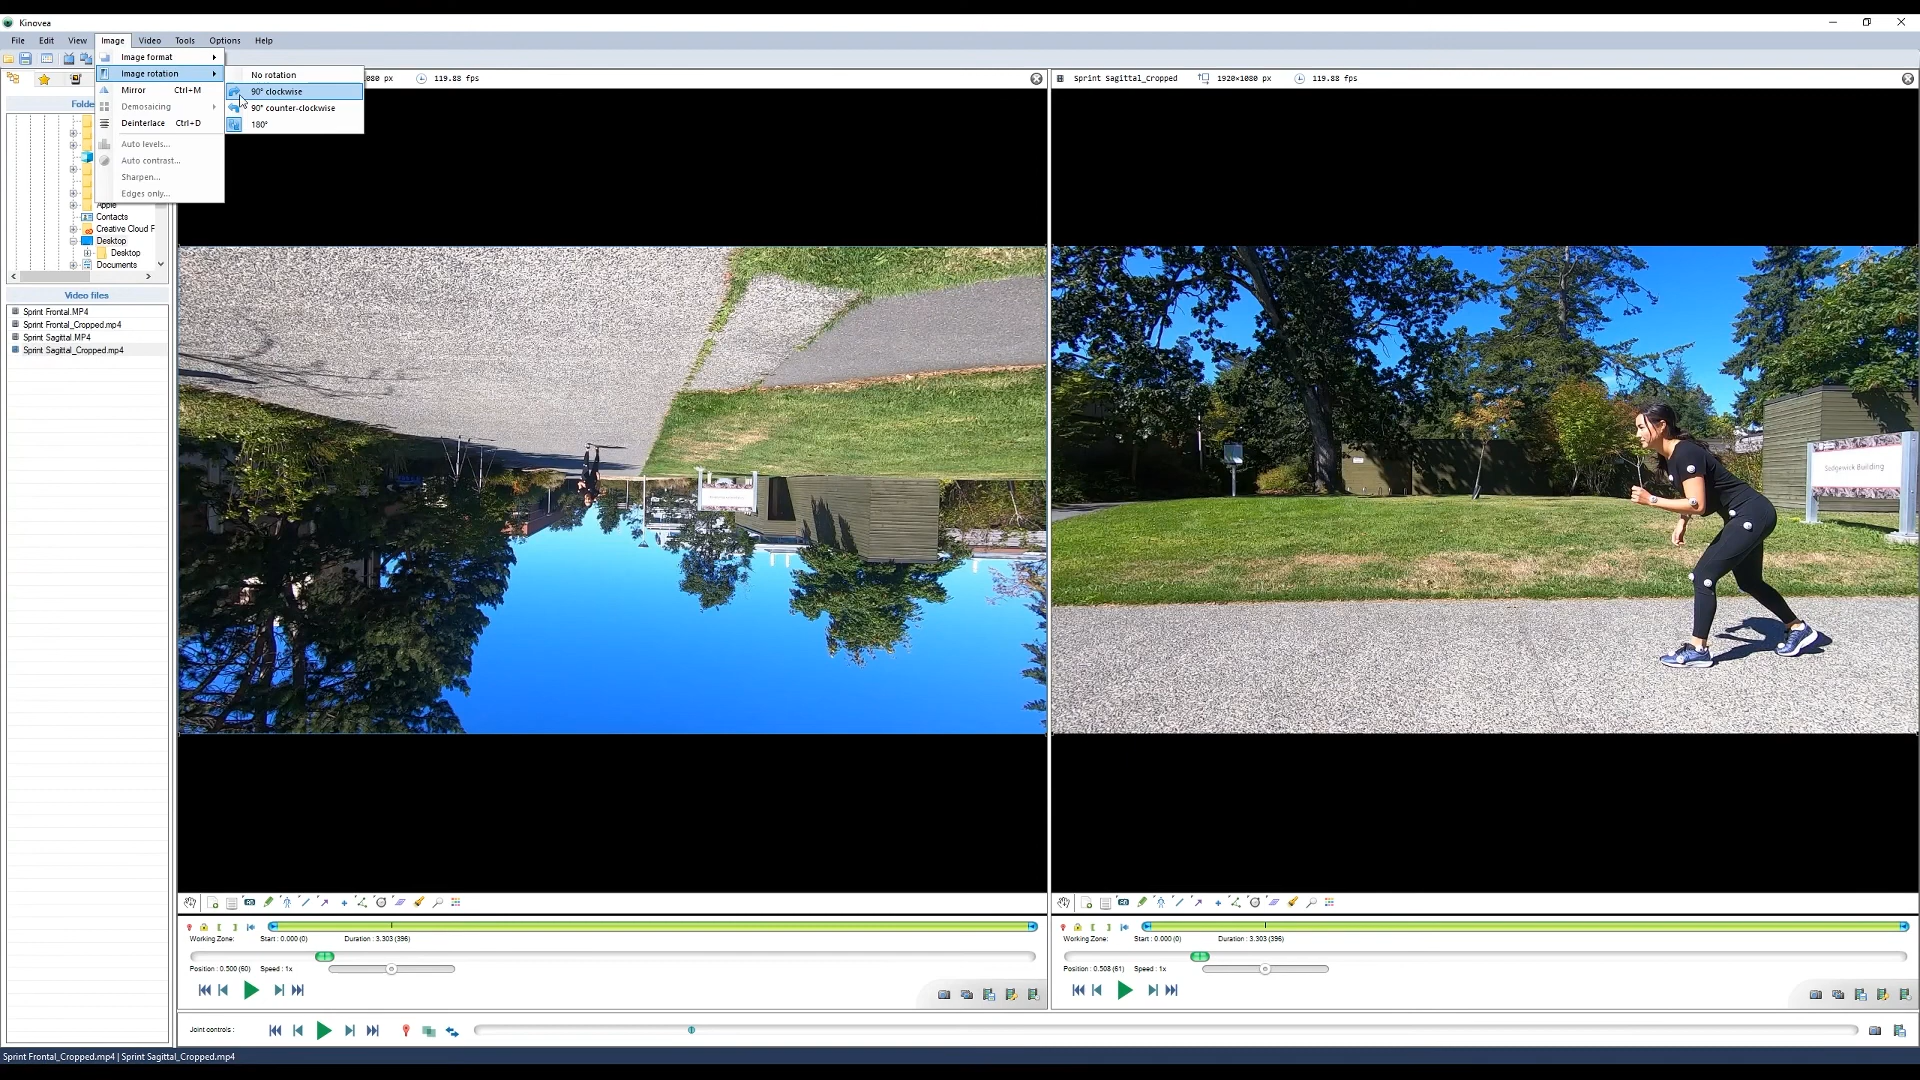 Kinovea
File Edit View Image Video Tools Options Help
Image format
Image rotation
Mirror Ctrl+M
Demosaicing
Deinterlace Ctrl+D
Auto levels...
Auto contrast...
Sharpen...
Edges only...
No rotation
90° clockwise
90° counter-clockwise
180°
080 px 119.88 fps
Sprint Sagittal_Cropped 1920×1080 px 119.88 fps
Folde
Apple
Contacts
Creative Cloud F
Desktop
Desktop
Documents
Video files
Sprint Frontal.MP4
Sprint Frontal_Cropped.mp4
Sprint Sagittal.MP4
Sprint Sagittal_Cropped.mp4
Sedgewick Building
Working Zone: Start : 0.000 (0) Duration : 3.303 (396)
Position : 0.500 (60) Speed : 1x
Working Zone: Start : 0.000 (0) Duration : 3.303 (396)
Position : 0.508 (61) Speed : 1x
Joint controls :
Sprint Frontal_Cropped.mp4 | Sprint Sagittal_Cropped.mp4